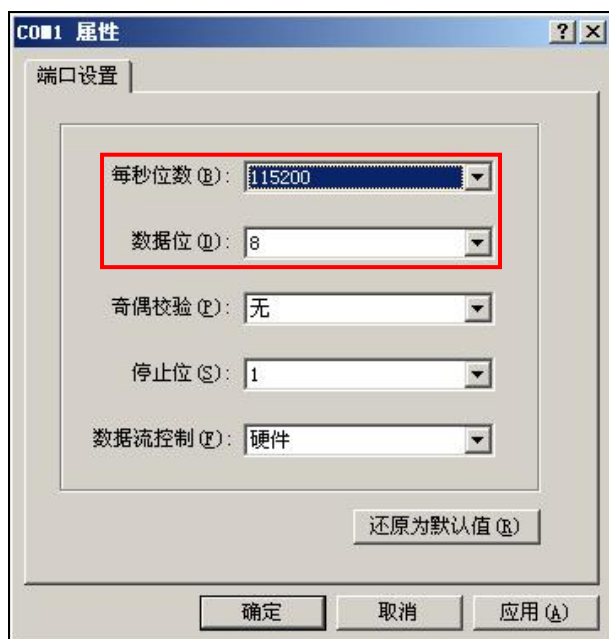 COM1 属性
端口设置
每秒位数(B): 115200
数据位(D): 8
奇偶校验(P): 无
停止位(S): 1
数据流控制(F): 硬件
还原为默认值(R)
确定 取消 应用(A)